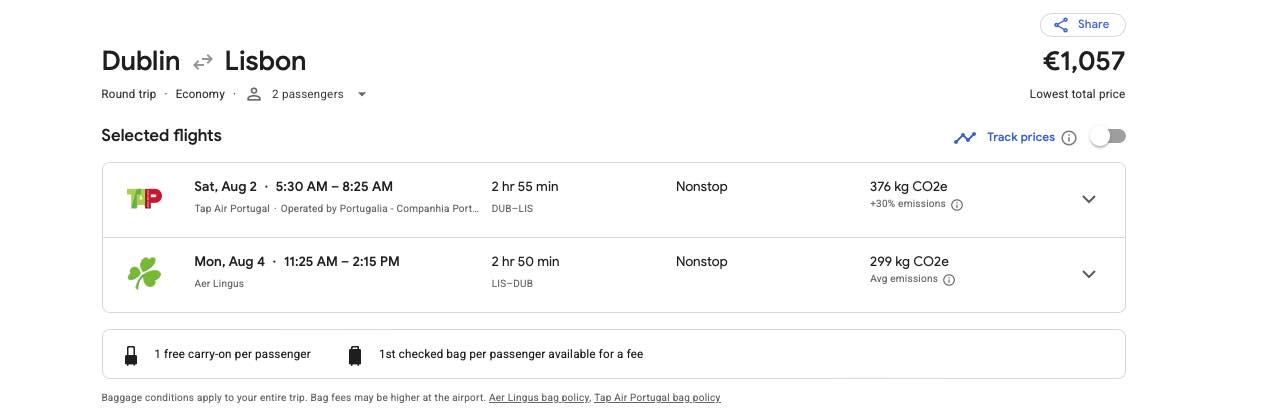 Share
Dublin Lisbon
€1,057
Round trip · Economy · 2 passengers
Lowest total price
Selected flights
Track prices
TAP
Sat, Aug 2 · 5:30 AM – 8:25 AM
2 hr 55 min
Nonstop
376 kg CO2e
Tap Air Portugal · Operated by Portugalia - Companhia Port...
DUB–LIS
+30% emissions
Mon, Aug 4 · 11:25 AM – 2:15 PM
2 hr 50 min
Nonstop
299 kg CO2e
Aer Lingus
LIS–DUB
Avg emissions
1 free carry-on per passenger
1st checked bag per passenger available for a fee
Baggage conditions apply to your entire trip. Bag fees may be higher at the airport. Aer Lingus bag policy, Tap Air Portugal bag policy